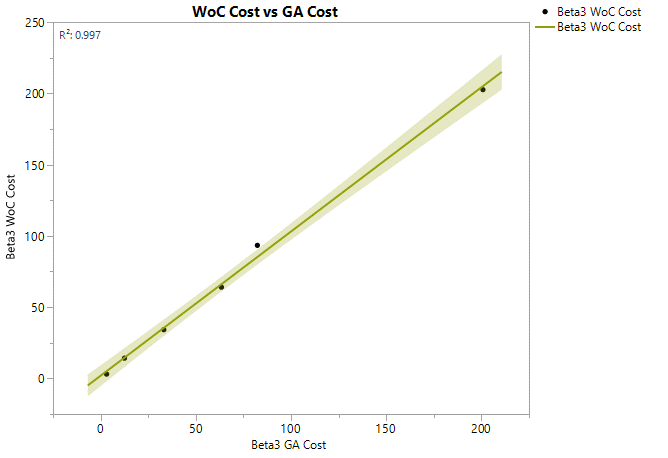 WoC Cost vs GA Cost
R²: 0.997
Beta3 WoC Cost
Beta3 WoC Cost
250
200
150
100
50
0
Beta3 WoC Cost
0 50 100 150 200
Beta3 GA Cost